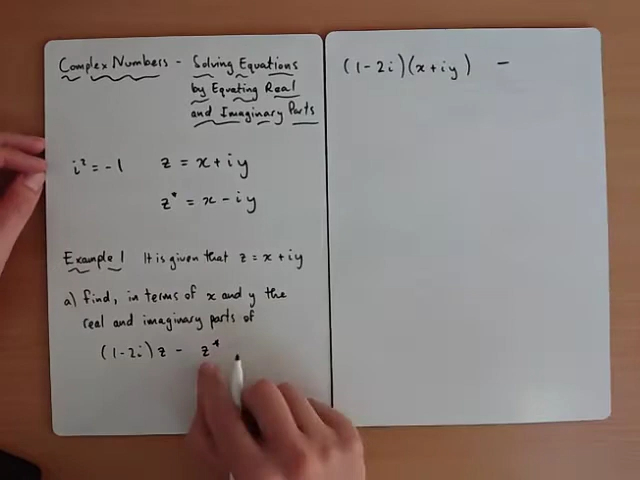 Complex Numbers - Solving Equations
by Equating Real
and Imaginary Parts
i² = -1 z = x + iy
z* = x - iy
Example 1 It is given that z = x + iy
a) Find, in terms of x and y the
real and imaginary parts of
(1 - 2i) z - z*
(1 - 2i)(x + iy) -